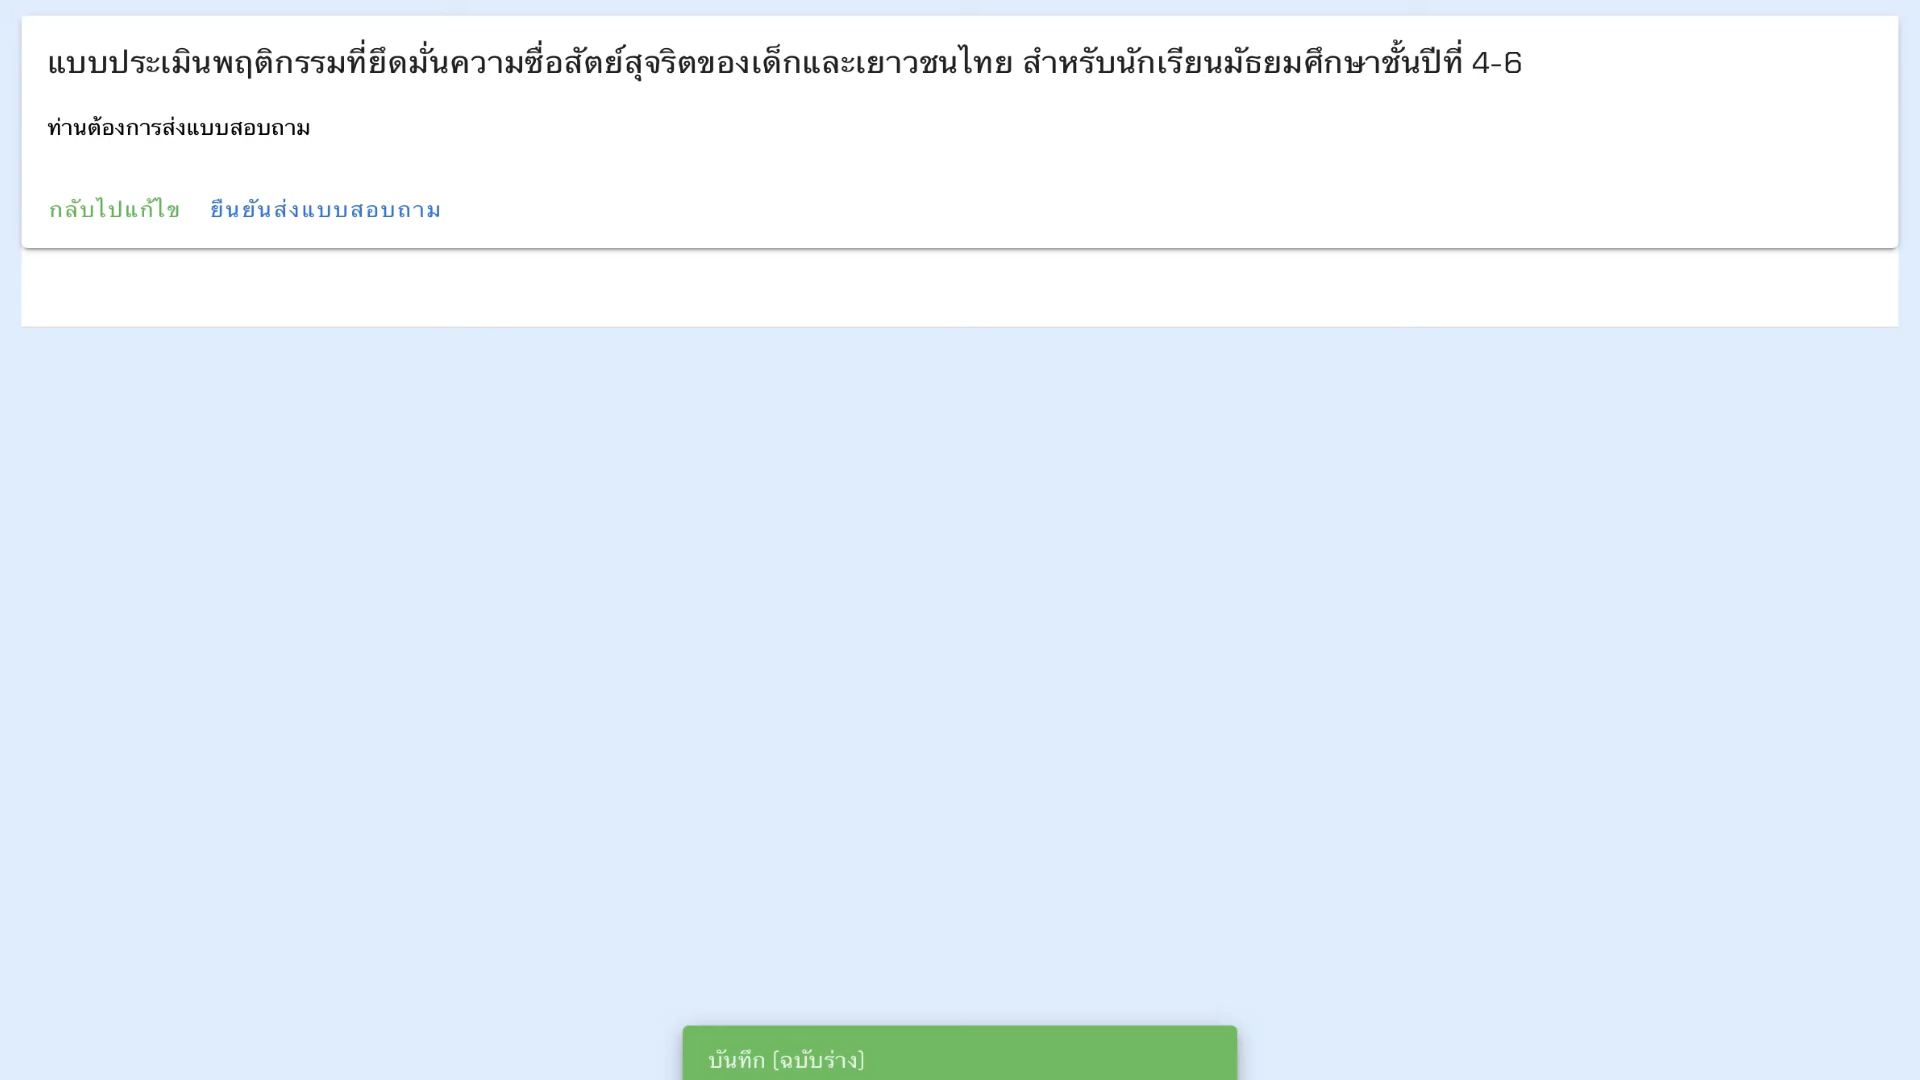 แบบประเมินพฤติกรรมที่ยึดมั่นความซื่อสัตย์สุจริตของเด็กและเยาวชนไทย สำหรับนักเรียนมัธยมศึกษาชั้นปีที่ 4-6
ท่านต้องการส่งแบบสอบถาม
กลับไปแก้ไข ยืนยันส่งแบบสอบถาม
บันทึก (ฉบับร่าง)